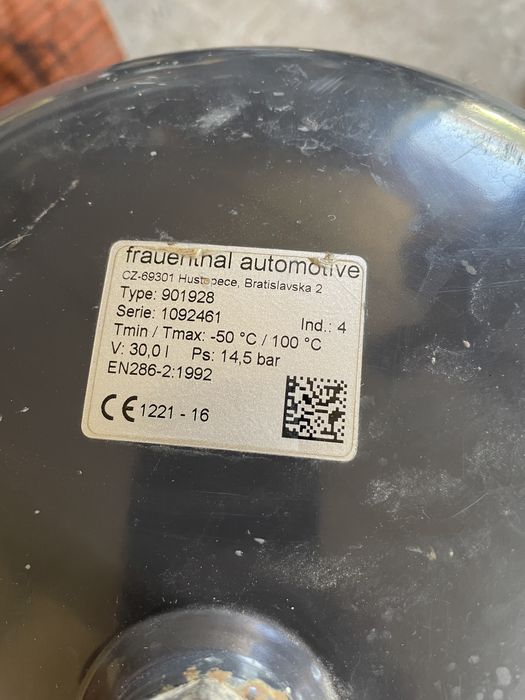 frauenthal automotive
CZ-69301 Hustopece, Bratislavska 2
Type: 901928
Serie: 1092461 Ind.: 4
Tmin / Tmax: -50 °C / 100 °C
V: 30,0 l Ps: 14,5 bar
EN286-2:1992
CE 1221 - 16